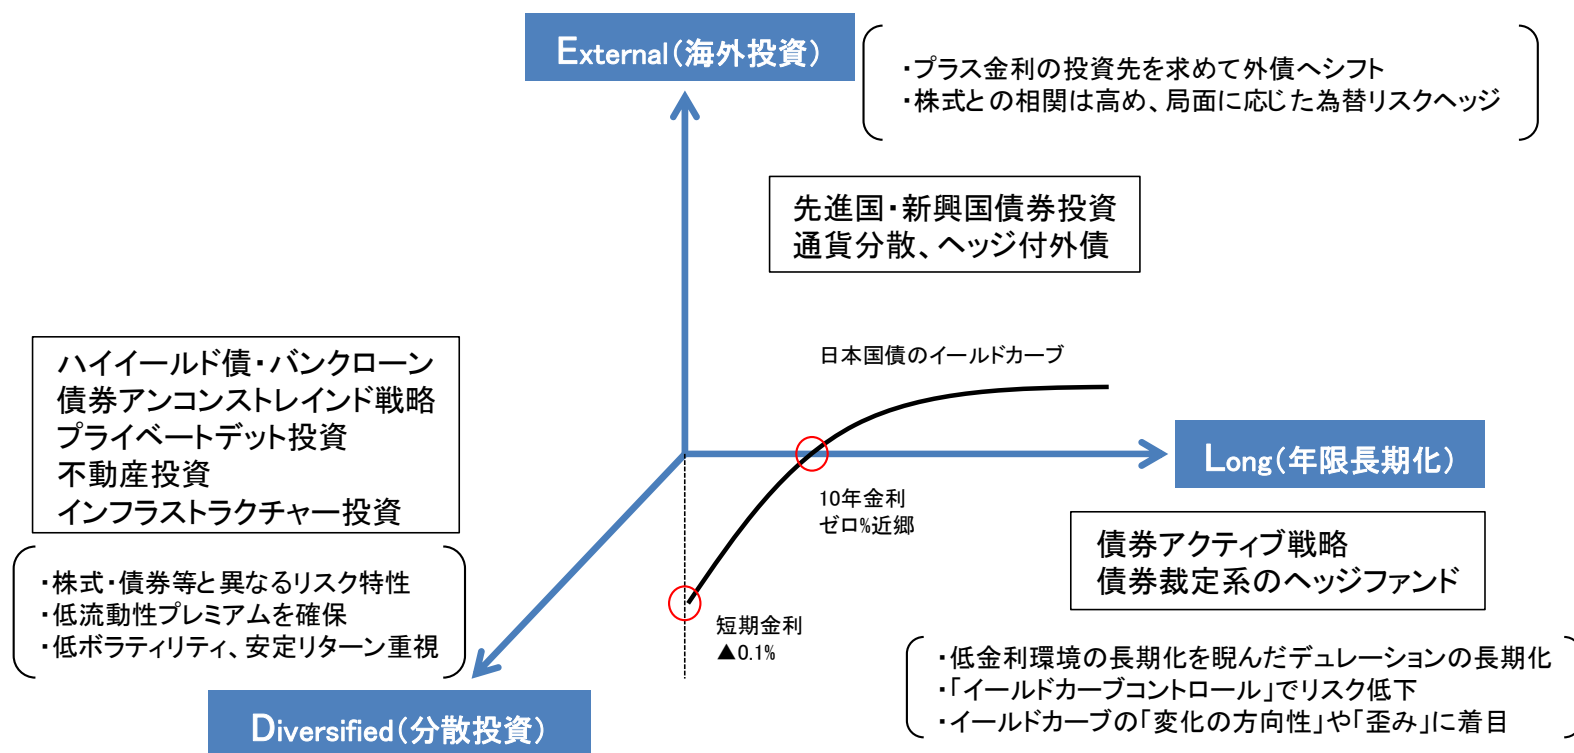 External(海外投資)
・プラス金利の投資先を求めて外債へシフト
・株式との相関は高め、局面に応じた為替リスクヘッジ
先進国・新興国債券投資
通貨分散、ヘッジ付外債
日本国債のイールドカーブ
ハイイールド債・バンクローン
債券アンコンストレインド戦略
プライベートデット投資
不動産投資
インフラストラクチャー投資
Long(年限長期化)
10年金利
ゼロ%近郷
債券アクティブ戦略
債券裁定系のヘッジファンド
・株式・債券等と異なるリスク特性
・低流動性プレミアムを確保
・低ボラティリティ、安定リターン重視
短期金利
▲0.1%
・低金利環境の長期化を睨んだデュレーションの長期化
・「イールドカーブコントロール」でリスク低下
・イールドカーブの「変化の方向性」や「歪み」に着目
Diversified(分散投資)